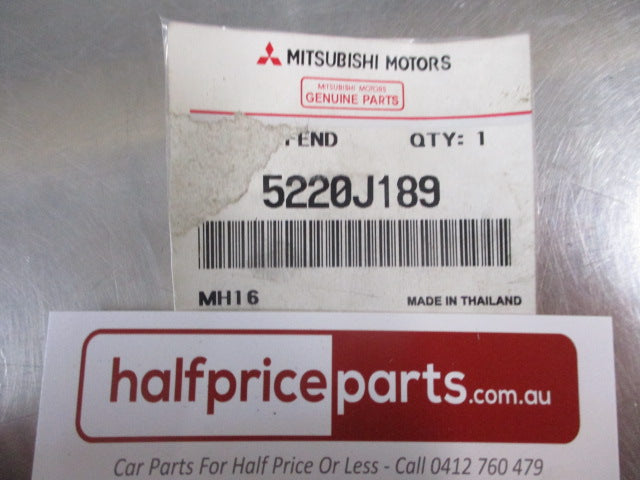 MITSUBISHI MOTORS
MITSUBISHI MOTORS
GENUINE PARTS
FEND QTY: 1
5220J189
MH16 MADE IN THAILAND
halfpriceparts.com.au
Car Parts For Half Price Or Less - Call 0412 760 479